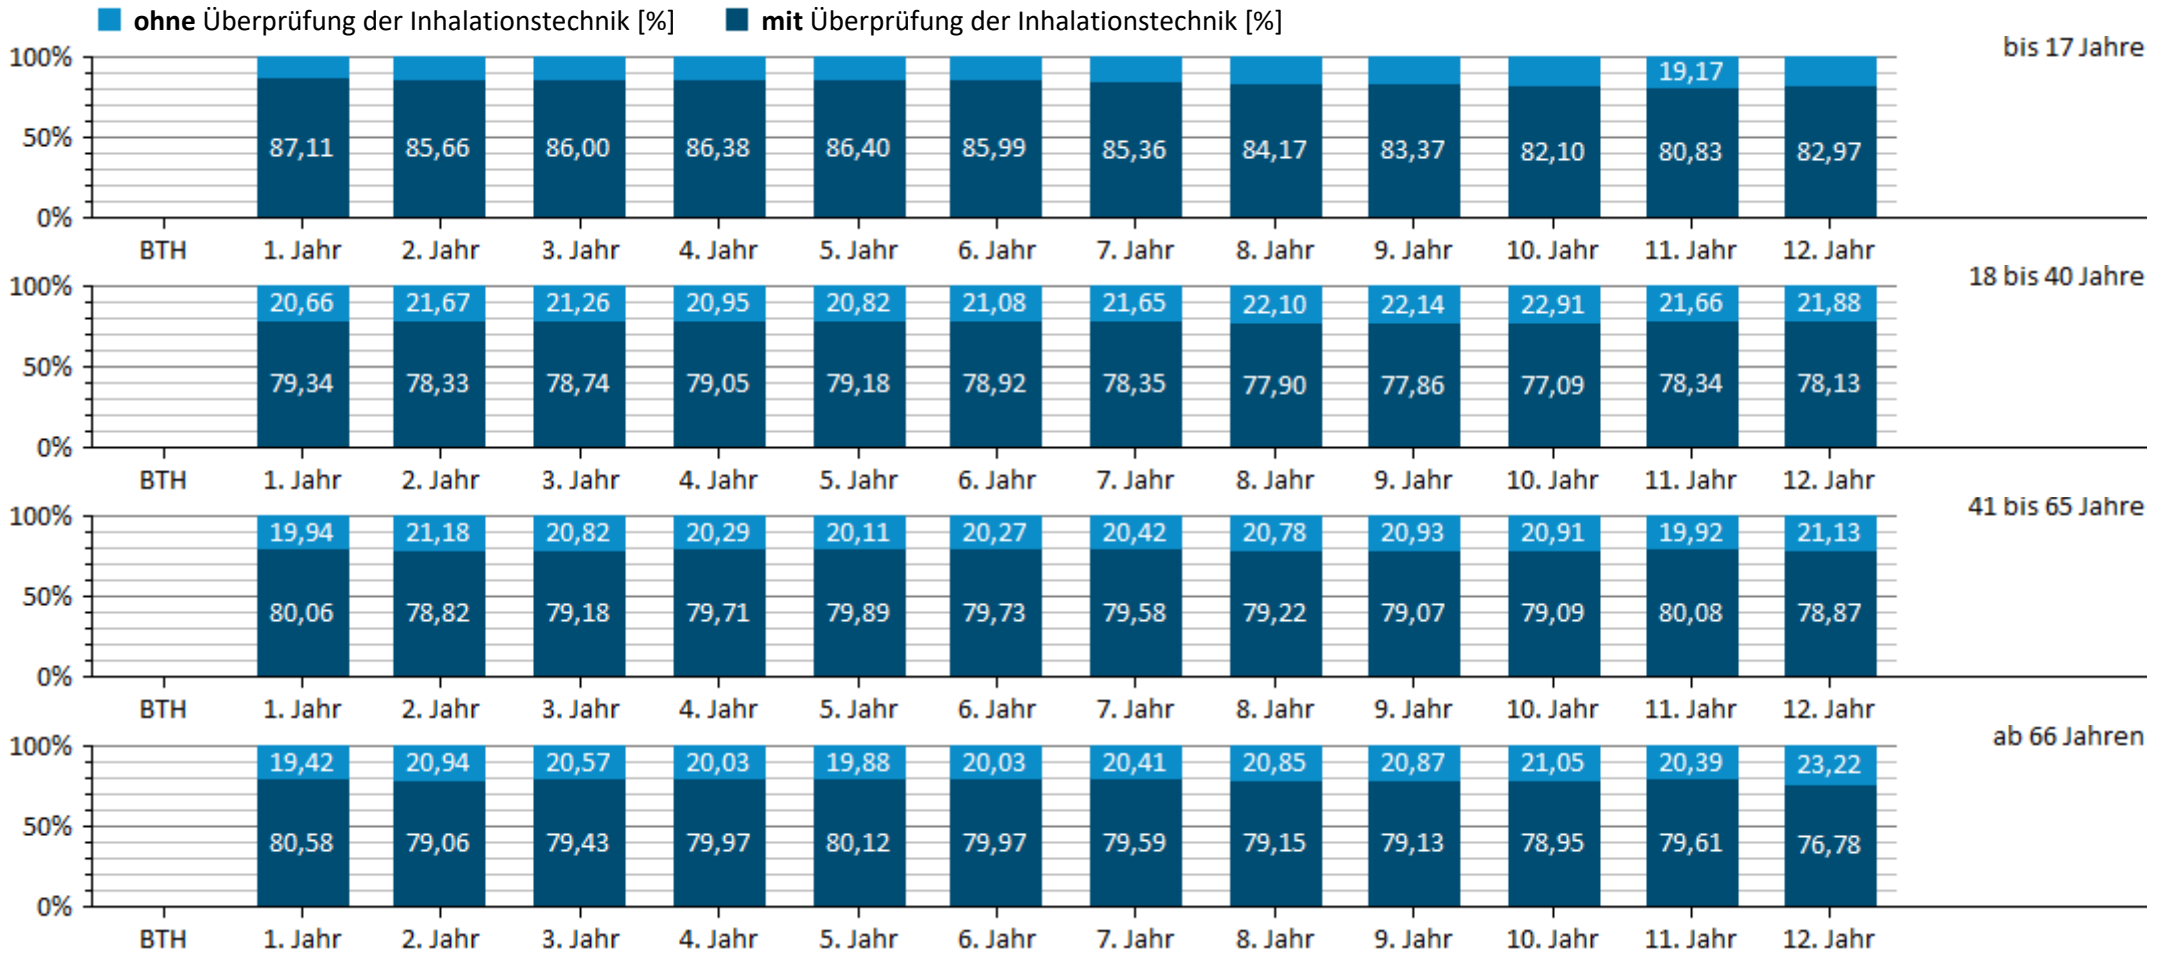 ohne Überprüfung der Inhalationstechnik [%] mit Überprüfung der Inhalationstechnik [%]
bis 17 Jahre
100%
19,17
50%
87,11 85,66 86,00 86,38 86,40 85,99 85,36 84,17 83,37 82,10 80,83 82,97
0%
BTH 1. Jahr 2. Jahr 3. Jahr 4. Jahr 5. Jahr 6. Jahr 7. Jahr 8. Jahr 9. Jahr 10. Jahr 11. Jahr 12. Jahr
18 bis 40 Jahre
100%
20,66 21,67 21,26 20,95 20,82 21,08 21,65 22,10 22,14 22,91 21,66 21,88
50%
79,34 78,33 78,74 79,05 79,18 78,92 78,35 77,90 77,86 77,09 78,34 78,13
0%
BTH 1. Jahr 2. Jahr 3. Jahr 4. Jahr 5. Jahr 6. Jahr 7. Jahr 8. Jahr 9. Jahr 10. Jahr 11. Jahr 12. Jahr
41 bis 65 Jahre
100%
19,94 21,18 20,82 20,29 20,11 20,27 20,42 20,78 20,93 20,91 19,92 21,13
50%
80,06 78,82 79,18 79,71 79,89 79,73 79,58 79,22 79,07 79,09 80,08 78,87
0%
BTH 1. Jahr 2. Jahr 3. Jahr 4. Jahr 5. Jahr 6. Jahr 7. Jahr 8. Jahr 9. Jahr 10. Jahr 11. Jahr 12. Jahr
ab 66 Jahren
100%
19,42 20,94 20,57 20,03 19,88 20,03 20,41 20,85 20,87 21,05 20,39 23,22
50%
80,58 79,06 79,43 79,97 80,12 79,97 79,59 79,15 79,13 78,95 79,61 76,78
0%
BTH 1. Jahr 2. Jahr 3. Jahr 4. Jahr 5. Jahr 6. Jahr 7. Jahr 8. Jahr 9. Jahr 10. Jahr 11. Jahr 12. Jahr